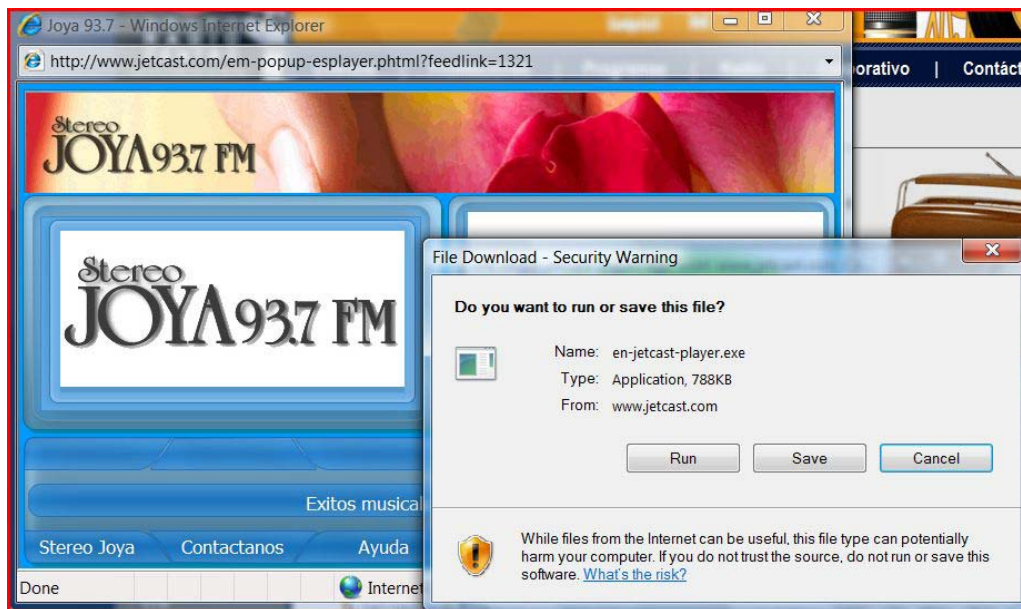 Joya 93.7 - Windows Internet Explorer
http://www.jetcast.com/em-popup-esplayer.phtml?feedlink=1321
orativo | Contáct
Stereo
JOYA 93.7 FM
Stereo
JOYA 93.7 FM
File Download - Security Warning
Do you want to run or save this file?
Name: en-jetcast-player.exe
Type: Application, 788KB
From: www.jetcast.com
Run Save Cancel
Exitos musical
Stereo Joya Contactanos Ayuda
While files from the Internet can be useful, this file type can potentially
harm your computer. If you do not trust the source, do not run or save this
software. What's the risk?
Done Internet